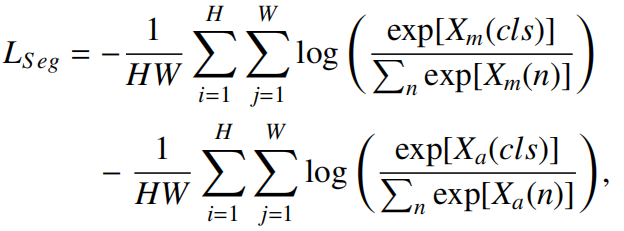 L_{Seg} = -\frac{1}{HW} \sum_{i=1}^{H} \sum_{j=1}^{W} \log \left( \frac{\exp[X_m(cls)]}{\sum_n \exp[X_m(n)]} \right)
- \frac{1}{HW} \sum_{i=1}^{H} \sum_{j=1}^{W} \log \left( \frac{\exp[X_a(cls)]}{\sum_n \exp[X_a(n)]} \right),